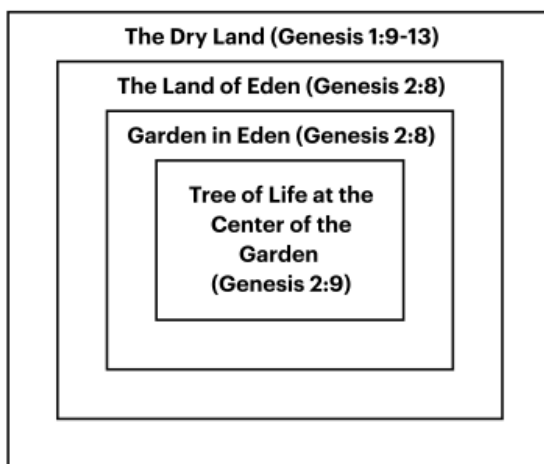 The Dry Land (Genesis 1:9-13)
The Land of Eden (Genesis 2:8)
Garden in Eden (Genesis 2:8)
Tree of Life at the
Center of the
Garden
(Genesis 2:9)